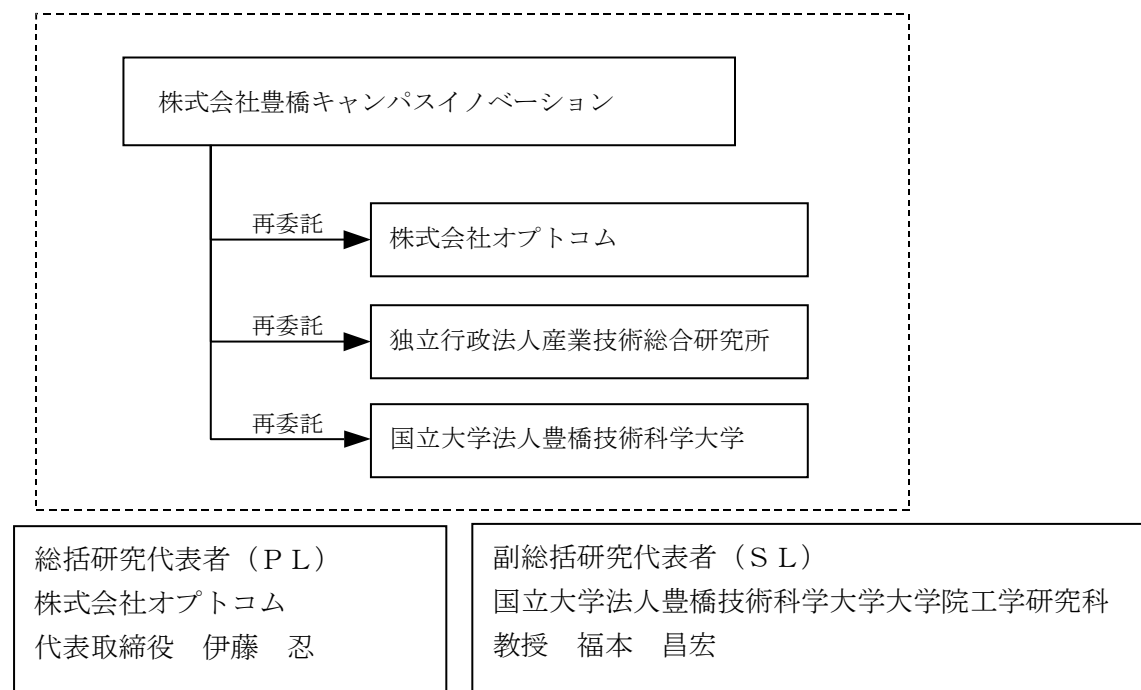 株式会社豊橋キャンパスイノベーション
再委託
株式会社オプトコム
再委託
独立行政法人産業技術総合研究所
再委託
国立大学法人豊橋技術科学大学
総括研究代表者（ＰＬ）
株式会社オプトコム
代表取締役　伊藤　忍
副総括研究代表者（ＳＬ）
国立大学法人豊橋技術科学大学大学院工学研究科
教授　福本　昌宏